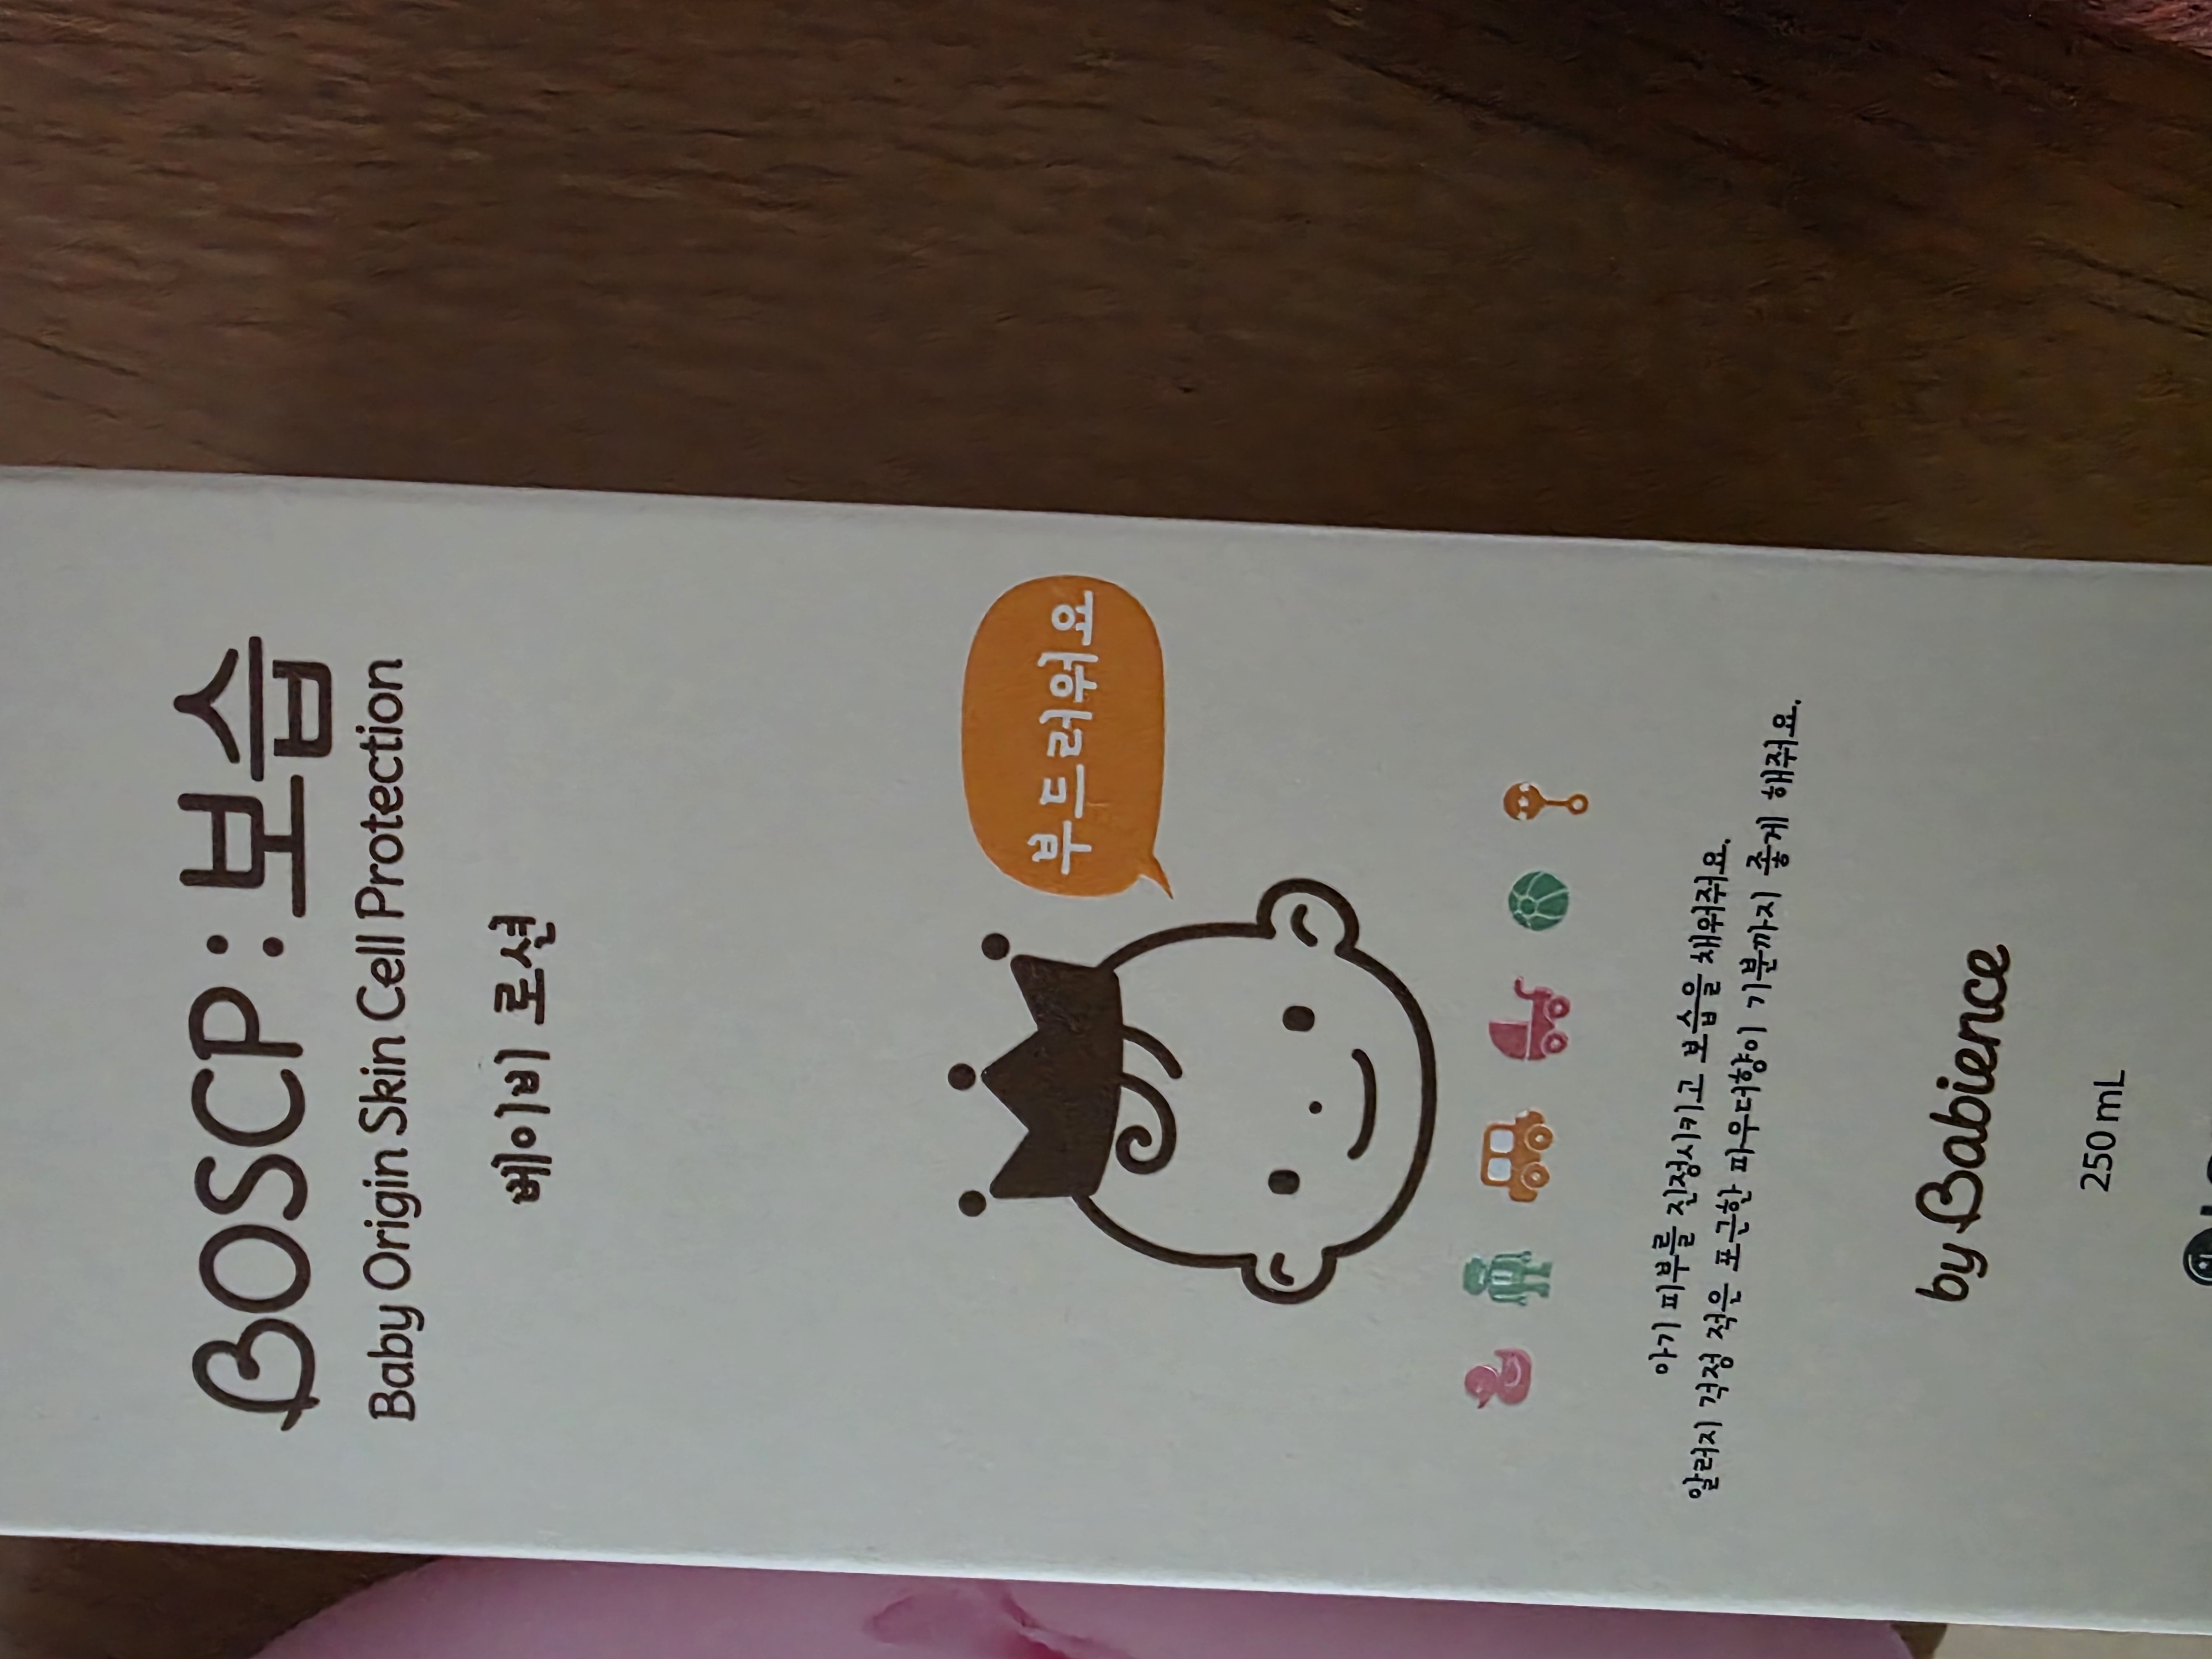 BOSCP:보습
Baby Origin Skin Cell Protection
베이비 로션
부드러워요
아기 피부를 진정시키고 보습을 채워줘요.
알러지 걱정 적은 포근한 파우더향이 기분까지 좋게 해줘요.
by Babience
250 mL